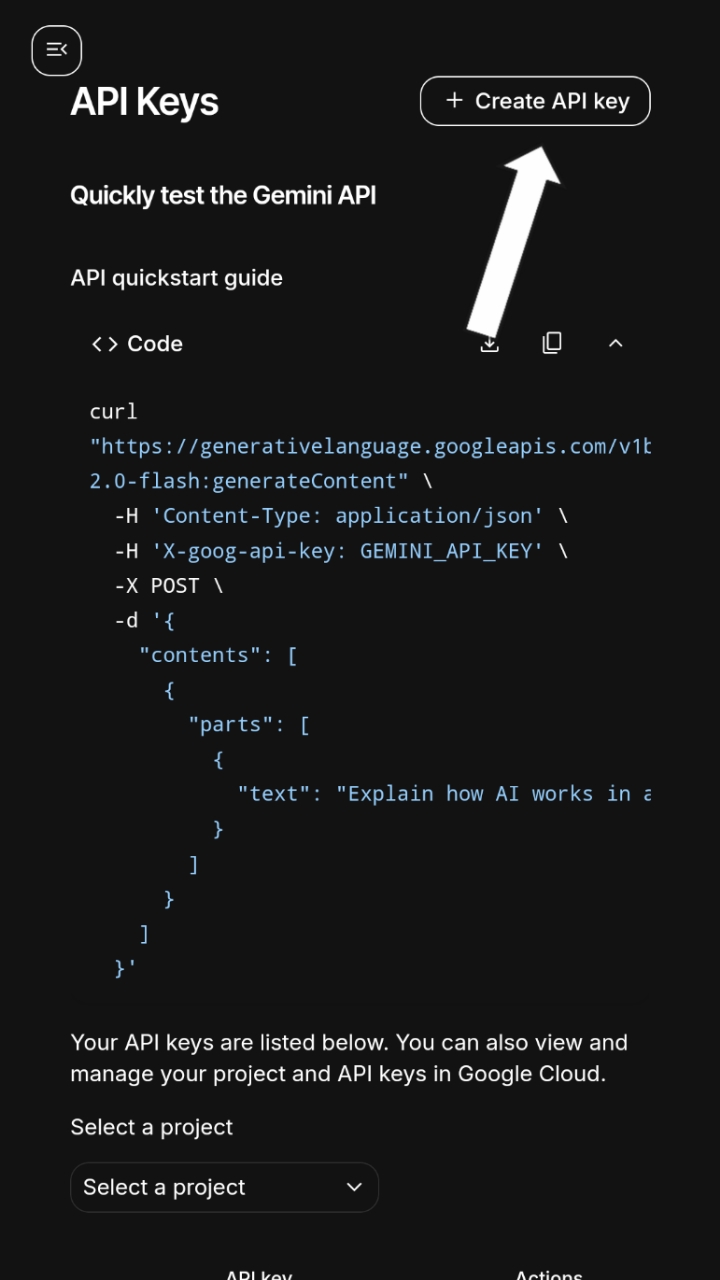 API Keys
+ Create API key
Quickly test the Gemini API
API quickstart guide
<> Code
curl
"https://generativelanguage.googleapis.com/v1b
2.0-flash:generateContent" \
  -H 'Content-Type: application/json' \
  -H 'X-goog-api-key: GEMINI_API_KEY' \
  -X POST \
  -d '{
    "contents": [
      {
        "parts": [
          {
            "text": "Explain how AI works in a
          }
        ]
      }
    ]
  }'
Your API keys are listed below. You can also view and
manage your project and API keys in Google Cloud.
Select a project
Select a project
API key Actions